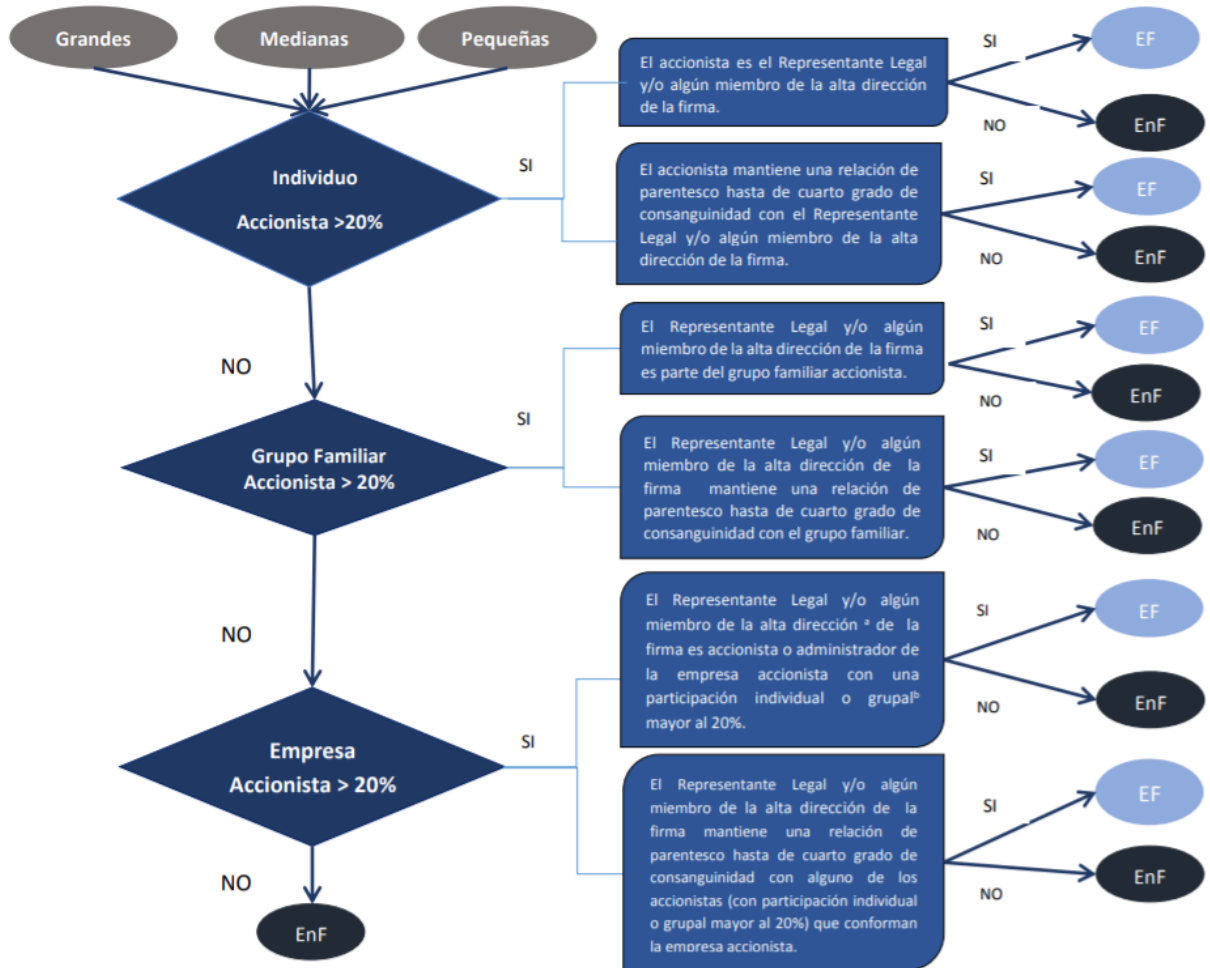 Grandes
Medianas
Pequeñas
El accionista es el Representante Legal
y/o algún miembro de la alta dirección
de la firma.
SI
EF
NO
EnF
Individuo
Accionista >20%
SI
El accionista mantiene una relación de
parentesco hasta de cuarto grado de
consanguinidad con el Representante
Legal y/o algún miembro de la alta
dirección de la firma.
SI
EF
NO
EnF
NO
El Representante Legal y/o algún
miembro de la alta dirección de la firma
es parte del grupo familiar accionista.
SI
EF
NO
EnF
Grupo Familiar
Accionista > 20%
SI
El Representante Legal y/o algún
miembro de la alta dirección de la
firma mantiene una relación de
parentesco hasta de cuarto grado de
consanguinidad con el grupo familiar.
SI
EF
NO
EnF
NO
El Representante Legal y/o algún
miembro de la alta dirección ª de la
firma es accionista o administrador de
la empresa accionista con una
participación individual o grupalᵇ
mayor al 20%.
SI
EF
NO
EnF
Empresa
Accionista > 20%
SI
El Representante Legal y/o algún
miembro de la alta dirección de la
firma mantiene una relación de
parentesco hasta de cuarto grado de
consanguinidad con alguno de los
accionistas (con participación individual
o grupal mayor al 20%) que conforman
la empresa accionista.
SI
EF
NO
EnF
NO
EnF